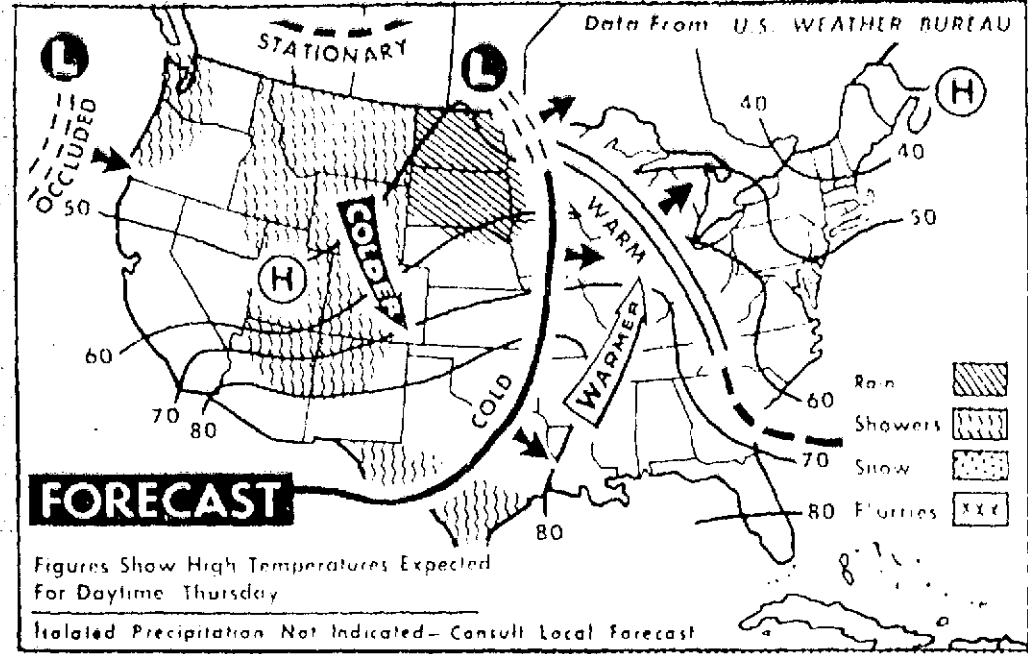 Data From U.S. WEATHER BUREAU
STATIONARY
L
L
H
OCCLUDED
40
40
50
50
COLDER
WARM
H
WARMER
60
60
70
80
COLD
Rain
Showers
Snow
Flurries
70
80
80
FORECAST
Figures Show High Temperatures Expected
For Daytime Thursday
Isolated Precipitation Not Indicated – Consult Local Forecast